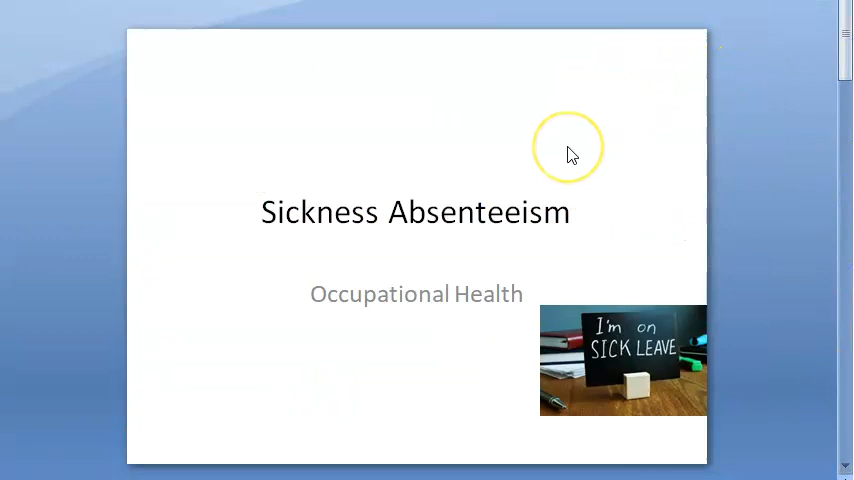 Sickness Absenteeism
Occupational Health
I'm on
SICK LEAVE